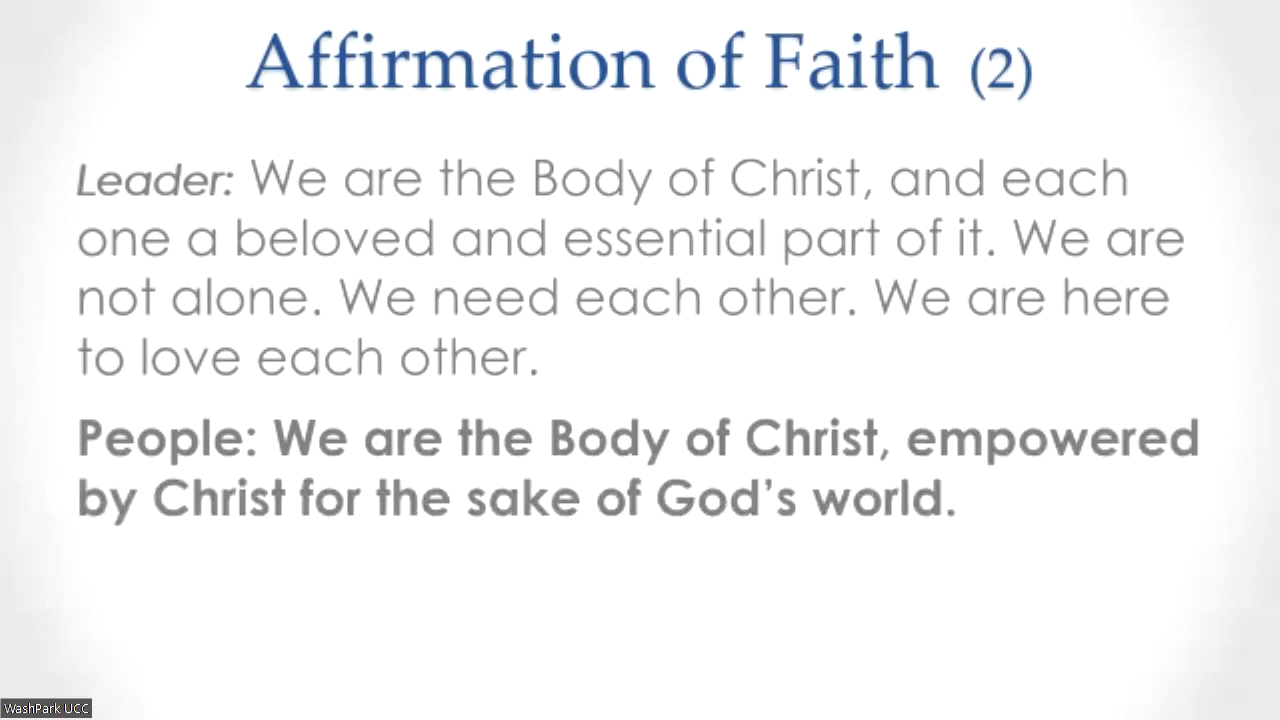 Affirmation of Faith (2)
Leader: We are the Body of Christ, and each
one a beloved and essential part of it. We are
not alone. We need each other. We are here
to love each other.
People: We are the Body of Christ, empowered
by Christ for the sake of God’s world.
WashPark UCC